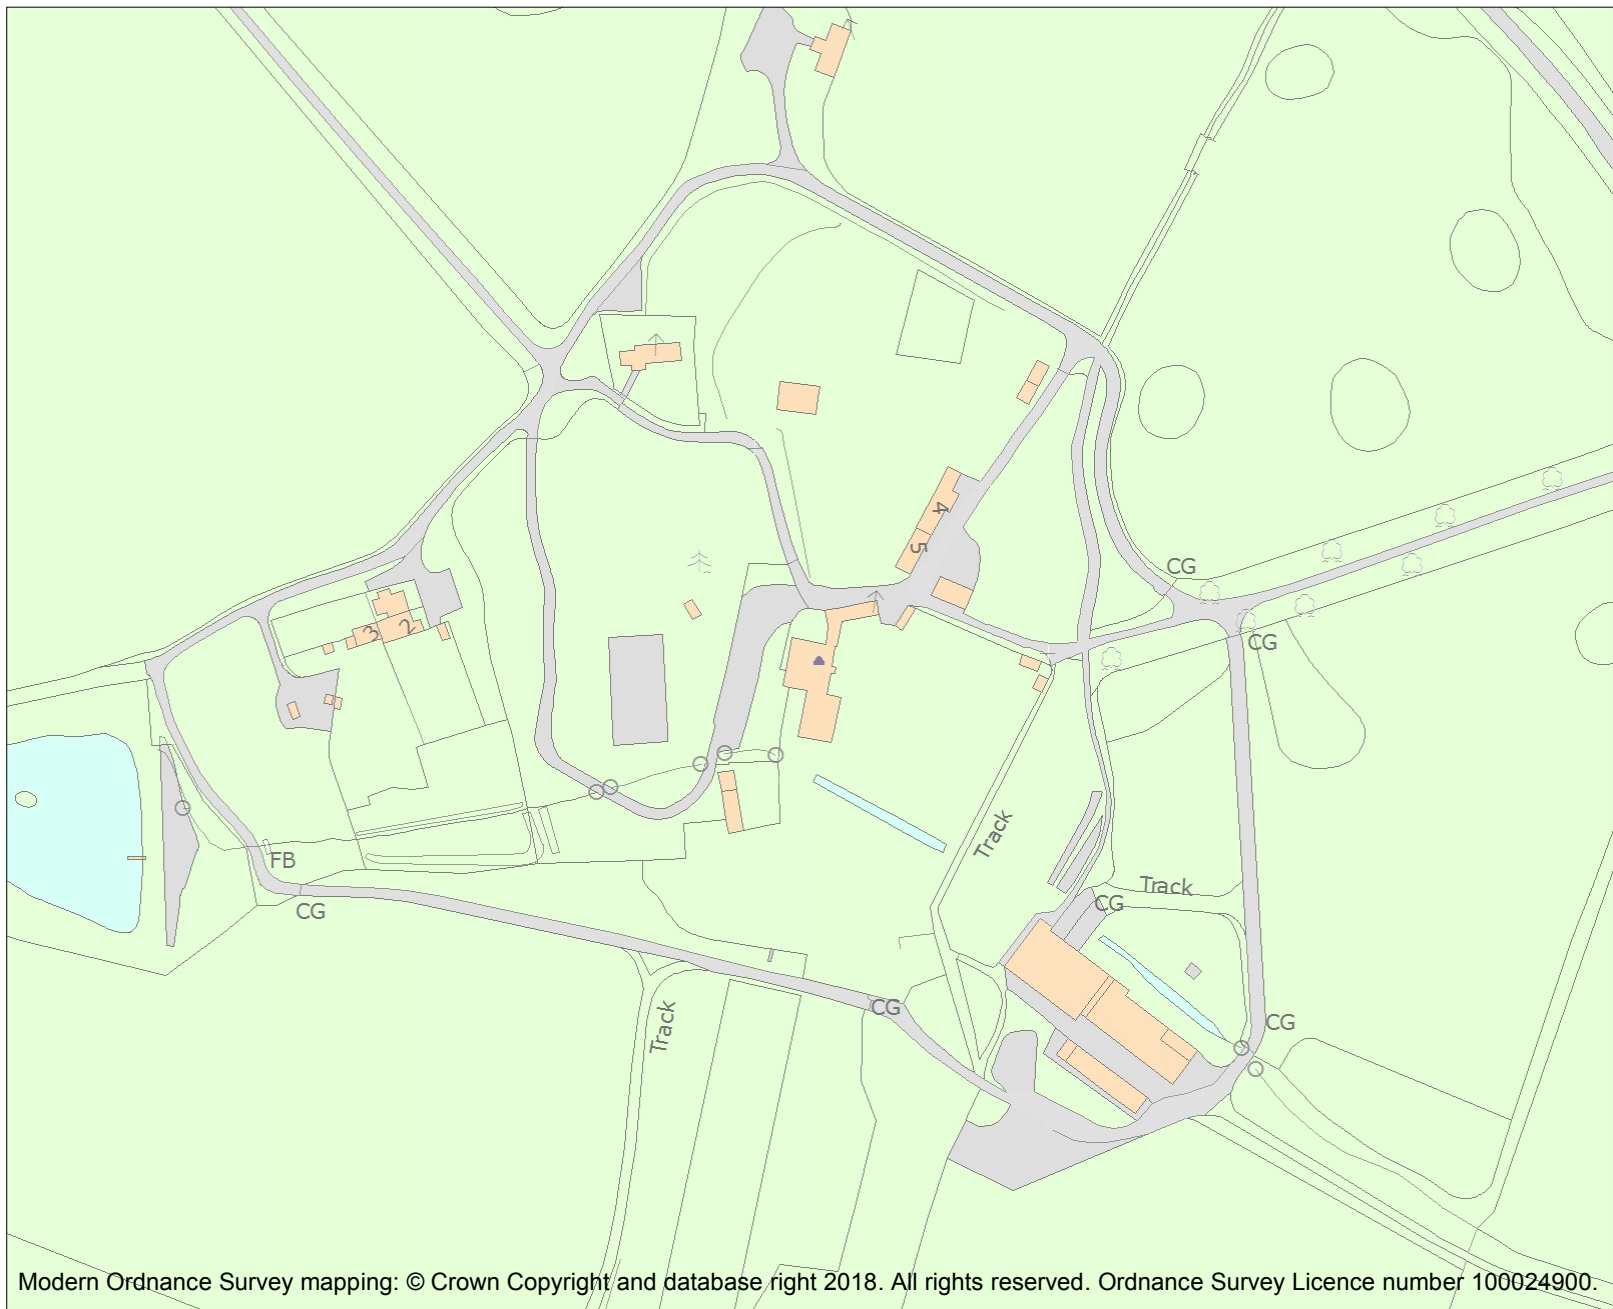 4
5
CG
CG
3 2
Track
FB
Track
CG
CG
CG
CG
Track
Modern Ordnance Survey mapping: © Crown Copyright and database right 2018. All rights reserved. Ordnance Survey Licence number 100024900.